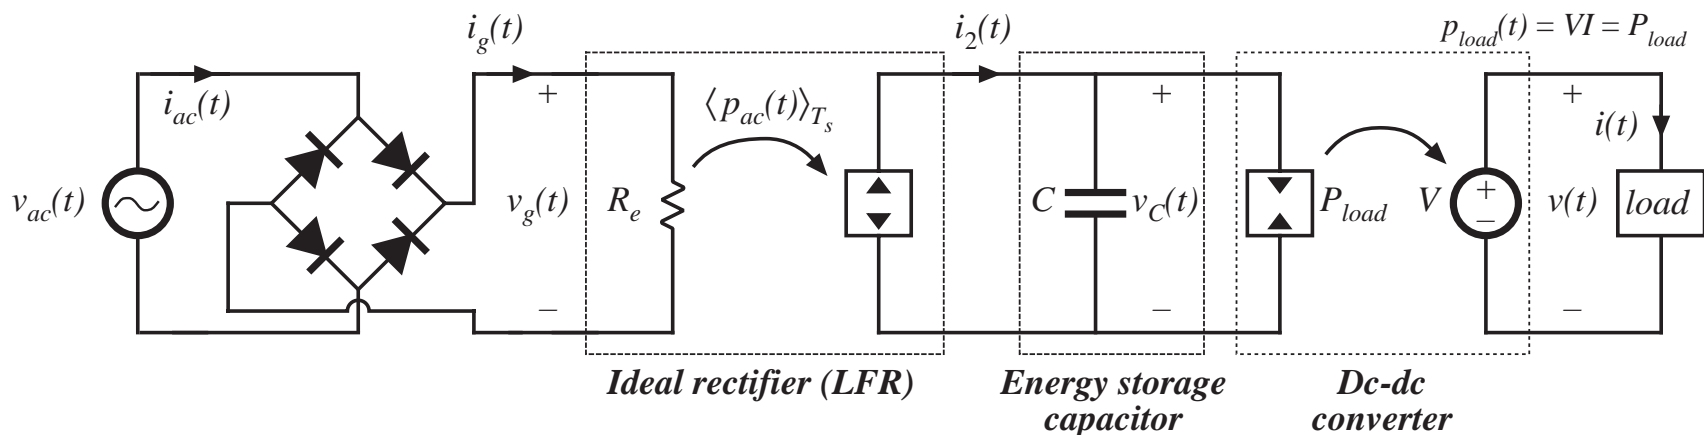 p_load(t) = VI = P_load
i_g(t)
i_2(t)
i_ac(t)
+
⟨p_ac(t)⟩_T_s
+
+
i(t)
v_ac(t)
v_g(t)
R_e
C
v_C(t)
P_load
V
+
–
v(t)
load
–
–
–
Ideal rectifier (LFR)
Energy storage
capacitor
Dc-dc
converter